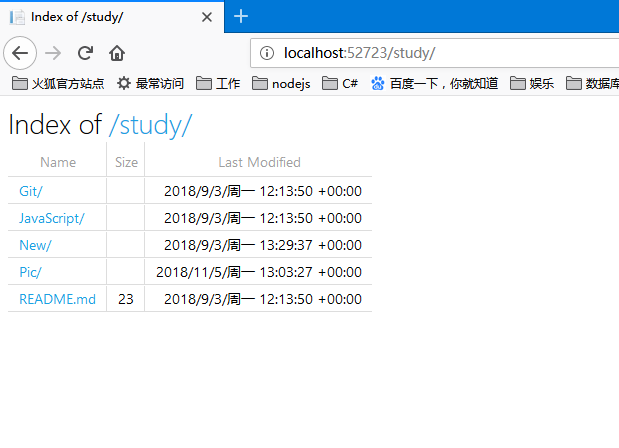 Index of /study/
localhost:52723/study/
火狐官方站点 最常访问 工作 nodejs C# 百度一下，你就知道 娱乐 数据库
Index of /study/
Name Size Last Modified
Git/ 2018/9/3/周一 12:13:50 +00:00
JavaScript/ 2018/9/3/周一 12:13:50 +00:00
New/ 2018/9/3/周一 13:29:37 +00:00
Pic/ 2018/11/5/周一 13:03:27 +00:00
README.md 23 2018/9/3/周一 12:13:50 +00:00